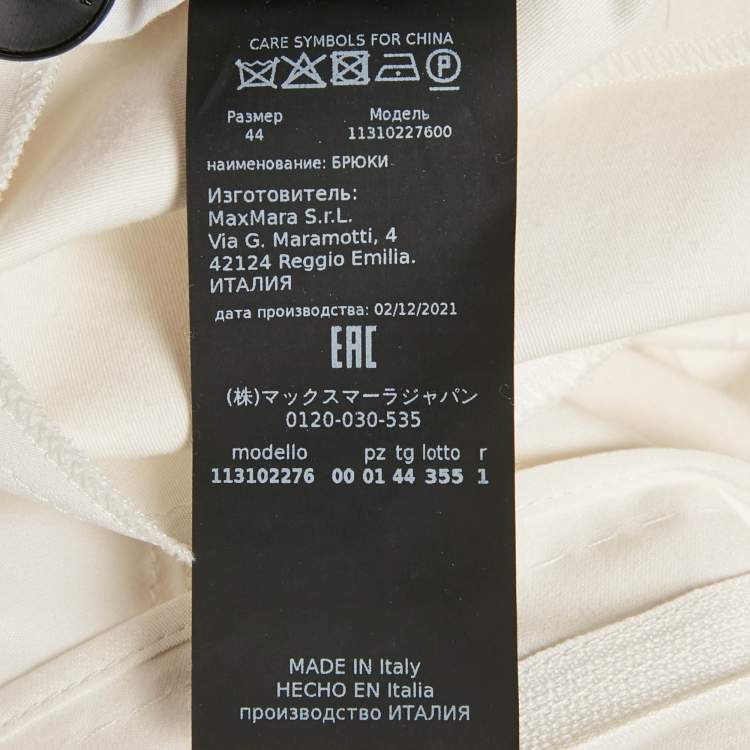 CARE SYMBOLS FOR CHINA
P
Размер Модель
44 11310227600
наименование: БРЮКИ
Изготовитель:
MaxMara S.r.L.
Via G. Maramotti, 4
42124 Reggio Emilia.
ИТАЛИЯ
дата производства: 02/12/2021
EAC
(株)マックスマーラジャパン
0120-030-535
modello pz tg lotto r
113102276 00 01 44 355 1
MADE IN Italy
HECHO EN Italia
производство ИТАЛИЯ